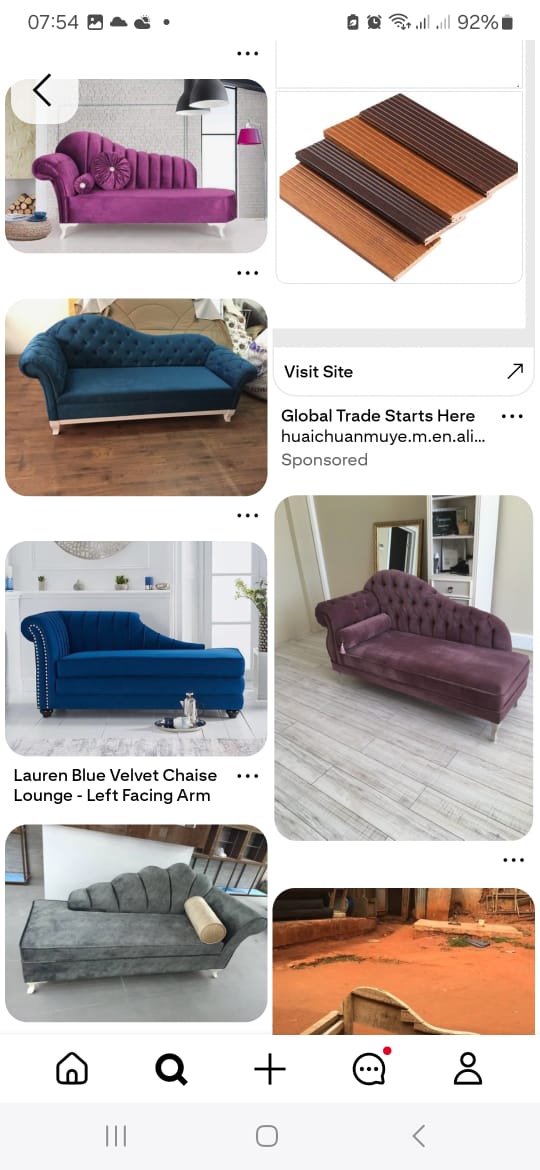 07:54
92%
Visit Site
Global Trade Starts Here
huaichuanmuye.m.en.ali...
Sponsored
Lauren Blue Velvet Chaise
Lounge - Left Facing Arm